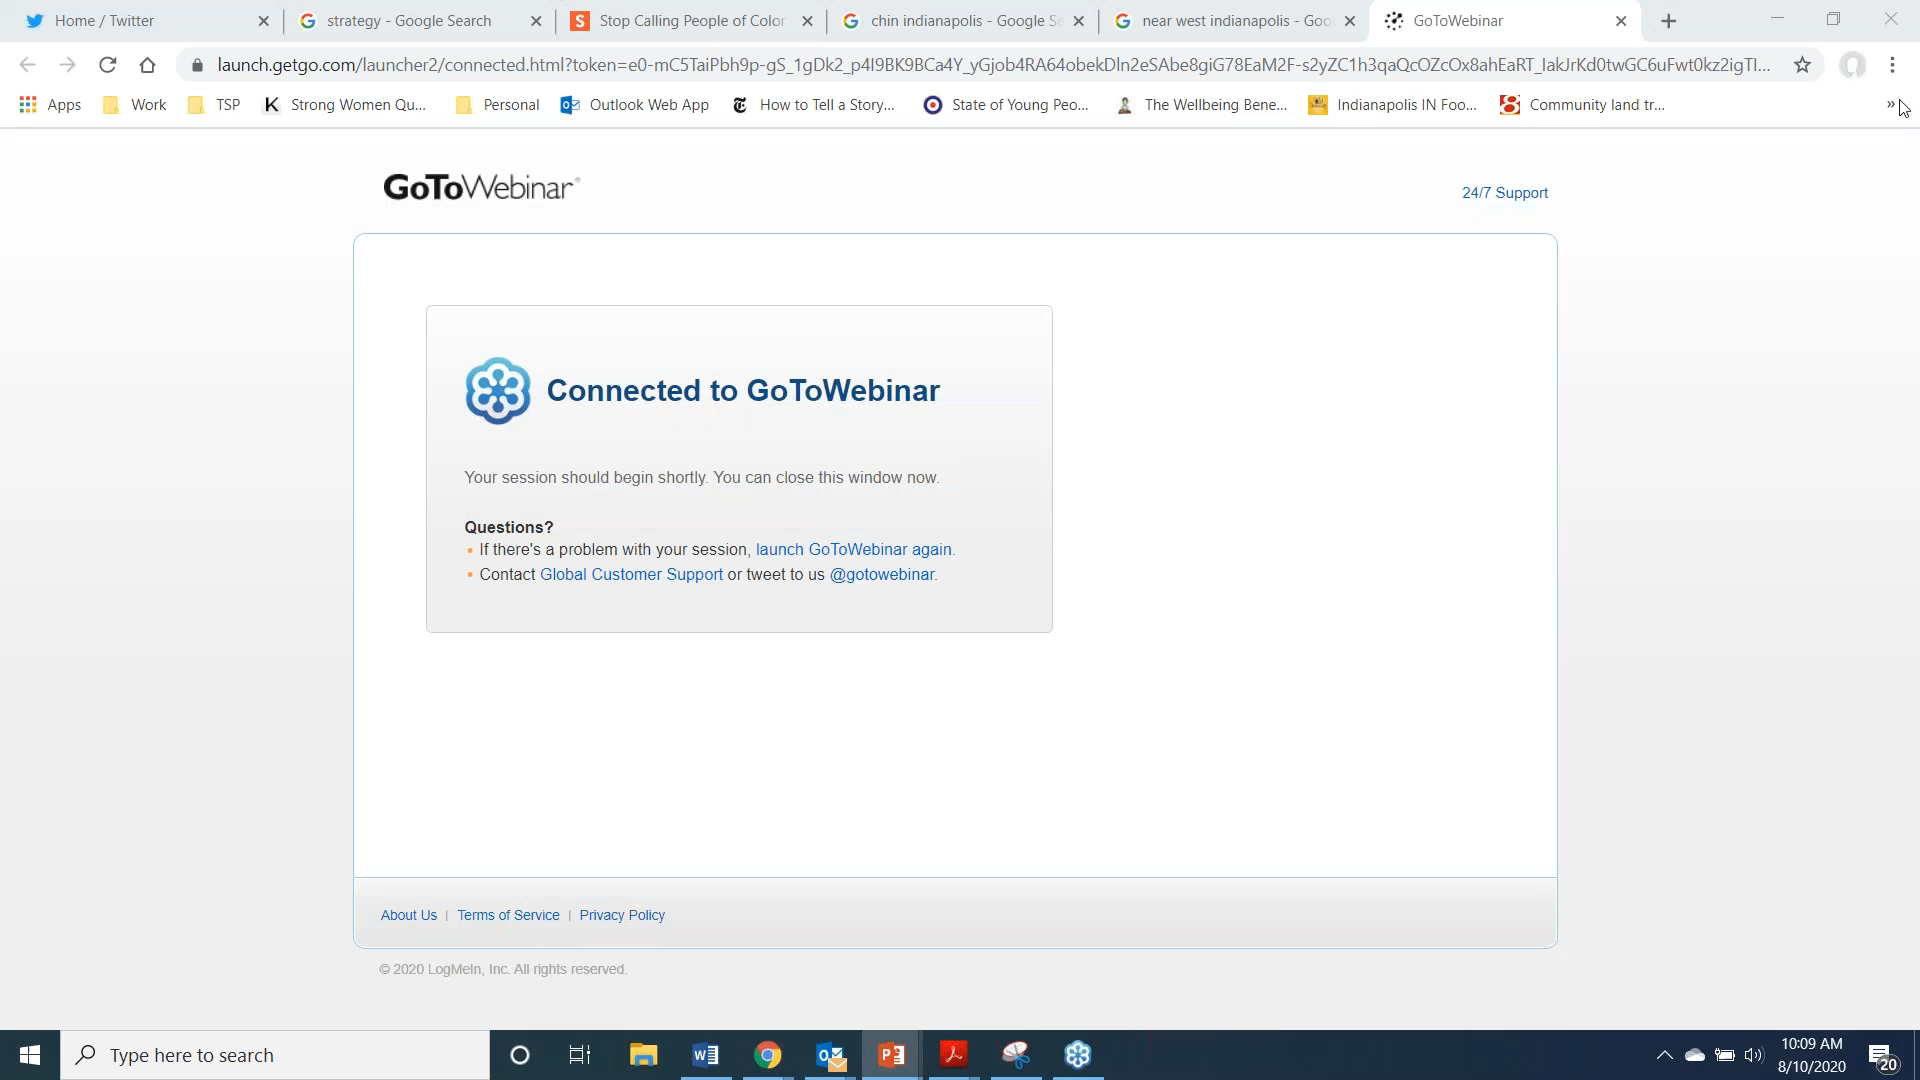 Home / Twitter
strategy - Google Search
Stop Calling People of Color
chin indianapolis - Google Se
near west indianapolis - Goo
GoToWebinar
launch.getgo.com/launcher2/connected.html?token=
Apps
Work
TSP
Strong Women Qu...
Personal
Outlook Web App
How to Tell a Story...
State of Young Peo...
The Wellbeing Bene...
Indianapolis IN Foo...
Community land tr...
»
GoToWebinar
24/7 Support
Connected to GoToWebinar
Your session should begin shortly. You can close this window now.
Questions?
If there's a problem with your session, launch GoToWebinar again.
Contact Global Customer Support or tweet to us @gotowebinar.
About Us | Terms of Service | Privacy Policy
© 2020 LogMeIn, Inc. All rights reserved.
Type here to search
10:09 AM
8/10/2020
20